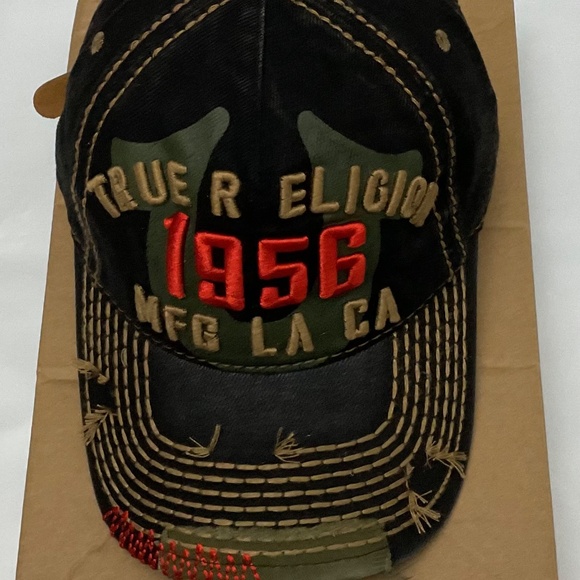 TRUE R ELIGION
1956
MFG LA CA